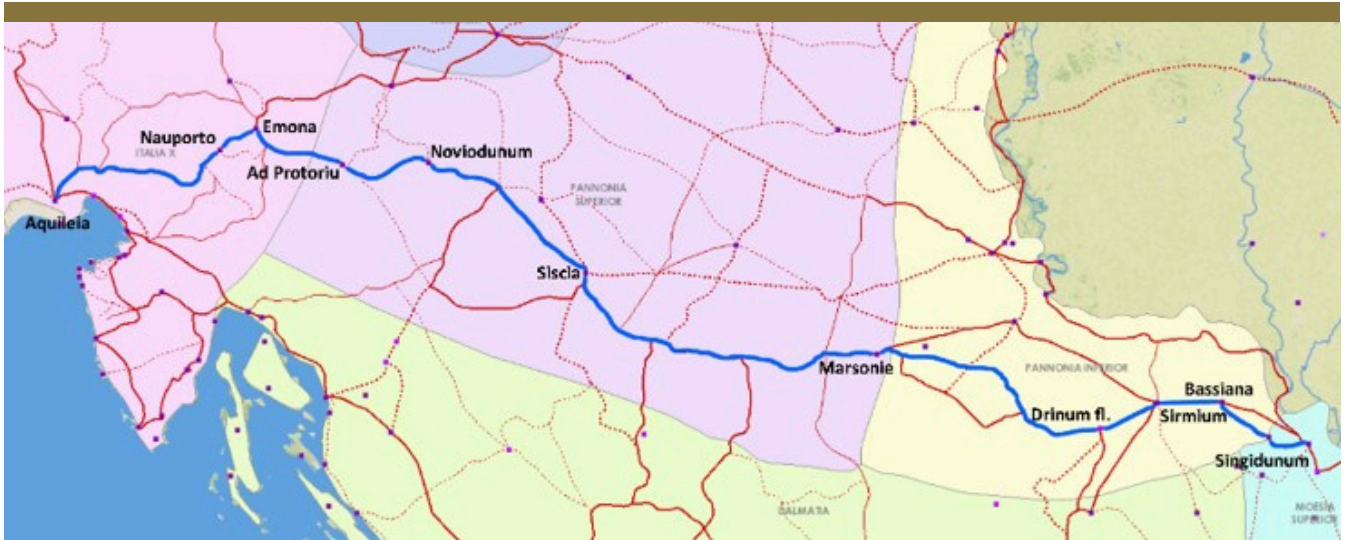 Nauporto
Emona
ITALIA X
Ad Protoriu
Noviodunum
PANNONIA
SUPERIOR
Aquileia
Siscia
Marsonie
PANNONIA INFERIOR
Bassiana
Drinum fl.
Sirmium
Singidunum
DALMATIA
MOESIA
SUPERIOR